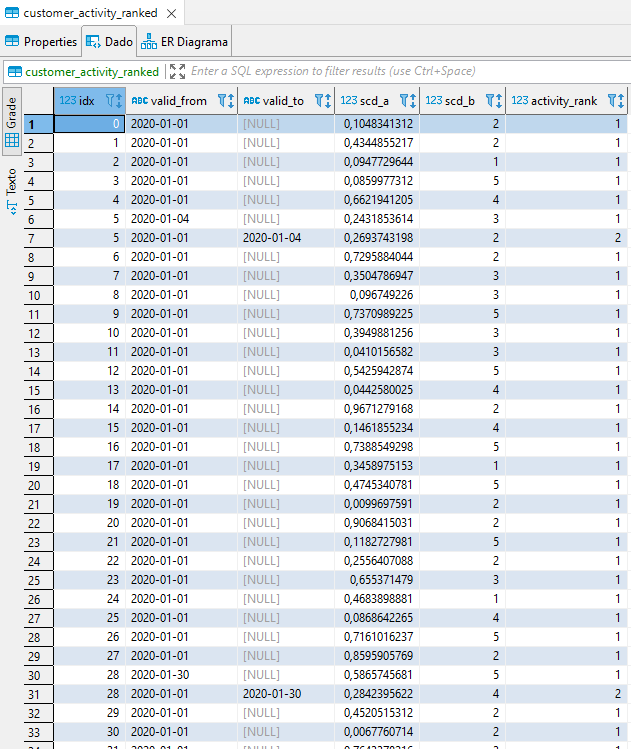 customer_activity_ranked
Properties Dado ER Diagrama
customer_activity_ranked Enter a SQL expression to filter results (use Ctrl+Space)
Grade
Texto
123 idx ABC valid_from ABC valid_to 123 scd_a 123 scd_b 123 activity_rank
1 0 2020-01-01 [NULL] 0,1048341312 2 1
2 1 2020-01-01 [NULL] 0,4344855217 2 1
3 2 2020-01-01 [NULL] 0,0947729644 1 1
4 3 2020-01-01 [NULL] 0,0859977312 5 1
5 4 2020-01-01 [NULL] 0,6621941205 4 1
6 5 2020-01-04 [NULL] 0,2431853614 3 1
7 5 2020-01-01 2020-01-04 0,2693743198 2 2
8 6 2020-01-01 [NULL] 0,7295884044 2 1
9 7 2020-01-01 [NULL] 0,3504786947 3 1
10 8 2020-01-01 [NULL] 0,096749226 3 1
11 9 2020-01-01 [NULL] 0,7370989225 5 1
12 10 2020-01-01 [NULL] 0,3949881256 3 1
13 11 2020-01-01 [NULL] 0,0410156582 3 1
14 12 2020-01-01 [NULL] 0,5425942874 5 1
15 13 2020-01-01 [NULL] 0,0442580025 4 1
16 14 2020-01-01 [NULL] 0,9671279168 2 1
17 15 2020-01-01 [NULL] 0,1461855234 4 1
18 16 2020-01-01 [NULL] 0,7388549298 5 1
19 17 2020-01-01 [NULL] 0,3458975153 1 1
20 18 2020-01-01 [NULL] 0,4745340781 5 1
21 19 2020-01-01 [NULL] 0,0099697591 2 1
22 20 2020-01-01 [NULL] 0,9068415031 2 1
23 21 2020-01-01 [NULL] 0,1182727981 5 1
24 22 2020-01-01 [NULL] 0,2556407088 2 1
25 23 2020-01-01 [NULL] 0,655371479 3 1
26 24 2020-01-01 [NULL] 0,4683898881 1 1
27 25 2020-01-01 [NULL] 0,0868642265 4 1
28 26 2020-01-01 [NULL] 0,7161016237 5 1
29 27 2020-01-01 [NULL] 0,8595905769 2 1
30 28 2020-01-30 [NULL] 0,5865745681 5 1
31 28 2020-01-01 2020-01-30 0,2842395622 4 2
32 29 2020-01-01 [NULL] 0,4520515312 2 1
33 30 2020-01-01 [NULL] 0,0067760714 2 1